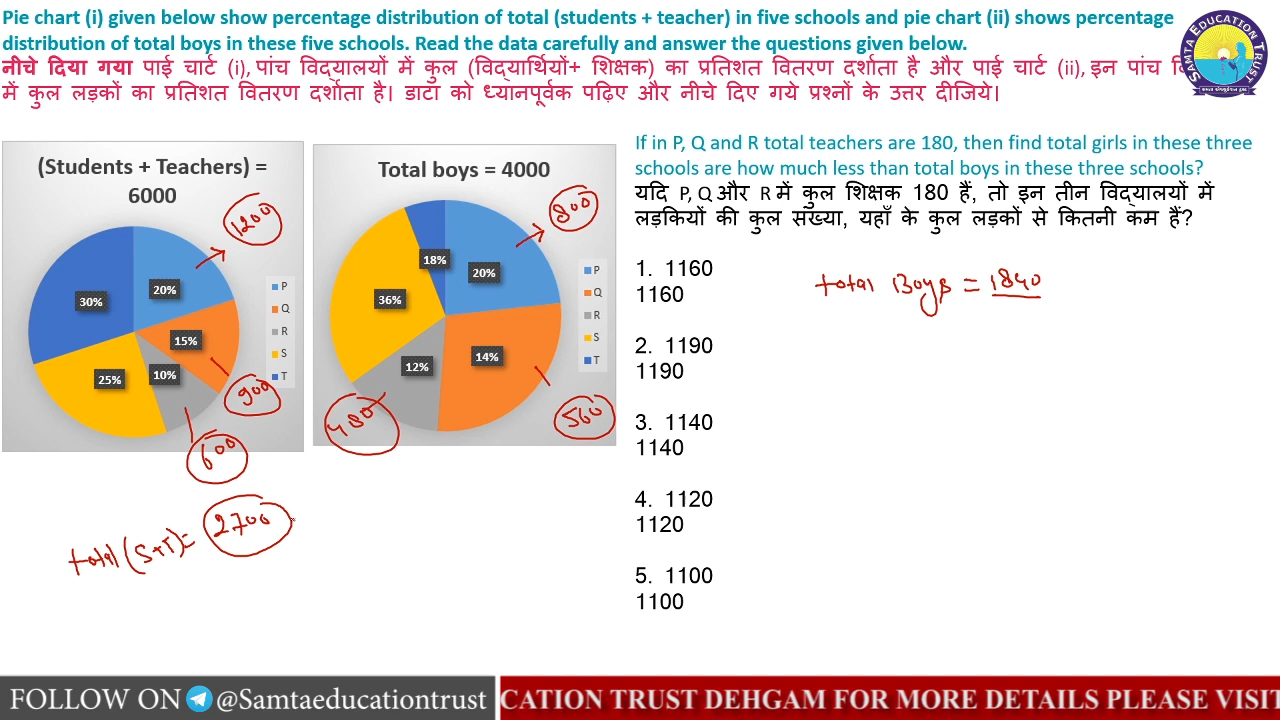 Pie chart (i) given below show percentage distribution of total (students + teacher) in five schools and pie chart (ii) shows percentage
distribution of total boys in these five schools. Read the data carefully and answer the questions given below.
नीचे दिया गया पाई चार्ट (i), पांच विद्यालयों में कुल (विद्यार्थियों+ शिक्षक) का प्रतिशत वितरण दर्शाता है और पाई चार्ट (ii), इन पांच
में कुल लड़कों का प्रतिशत वितरण दर्शाता है। डाटा को ध्यानपूर्वक पढ़िए और नीचे दिए गये प्रश्नों के उत्तर दीजिये।
SAMTA EDUCATION TRUST
(Students + Teachers) =
6000
20%
15%
10%
25%
30%
P
Q
R
S
T
1200
900
600
total (S+T) = 2700
Total boys = 4000
18%
20%
36%
12%
14%
P
Q
R
S
T
800
560
480
If in P, Q and R total teachers are 180, then find total girls in these three
schools are how much less than total boys in these three schools?
यदि P, Q और R में कुल शिक्षक 180 हैं, तो इन तीन विद्यालयों में
लड़कियों की कुल संख्या, यहाँ के कुल लड़कों से कितनी कम हैं?
1. 1160
1160
2. 1190
1190
3. 1140
1140
4. 1120
1120
5. 1100
1100
total Boys = 1840
FOLLOW ON @Samtaeducationtrust
CATION TRUST DEHGAM FOR MORE DETAILS PLEASE VISIT